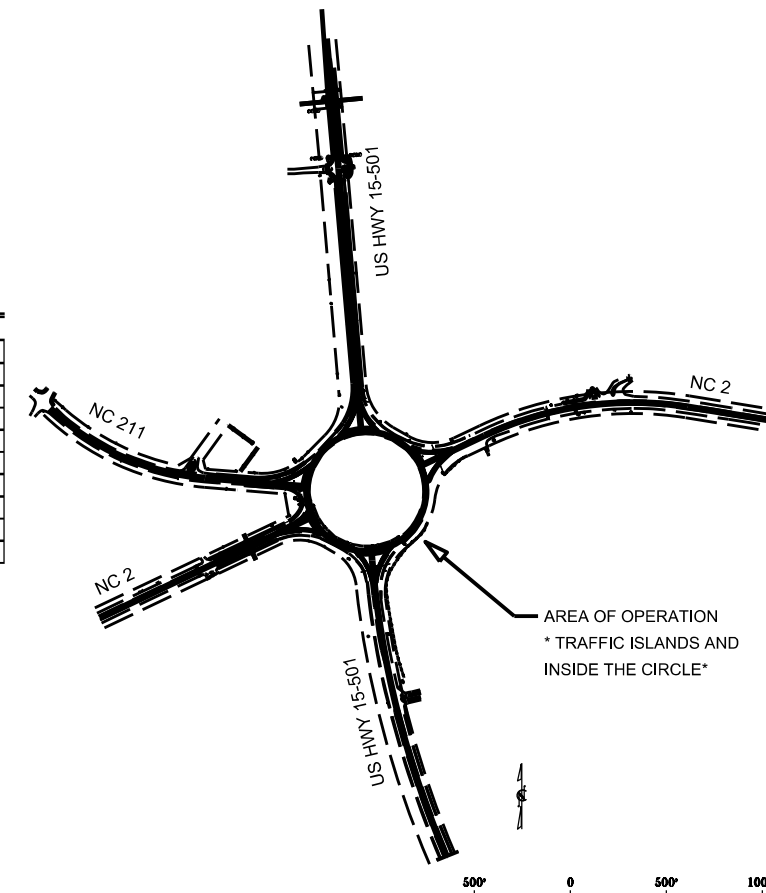 US HWY 15-501
NC 2
NC 211
NC 2
AREA OF OPERATION
* TRAFFIC ISLANDS AND
INSIDE THE CIRCLE*
US HWY 15-501
500' 0 500'